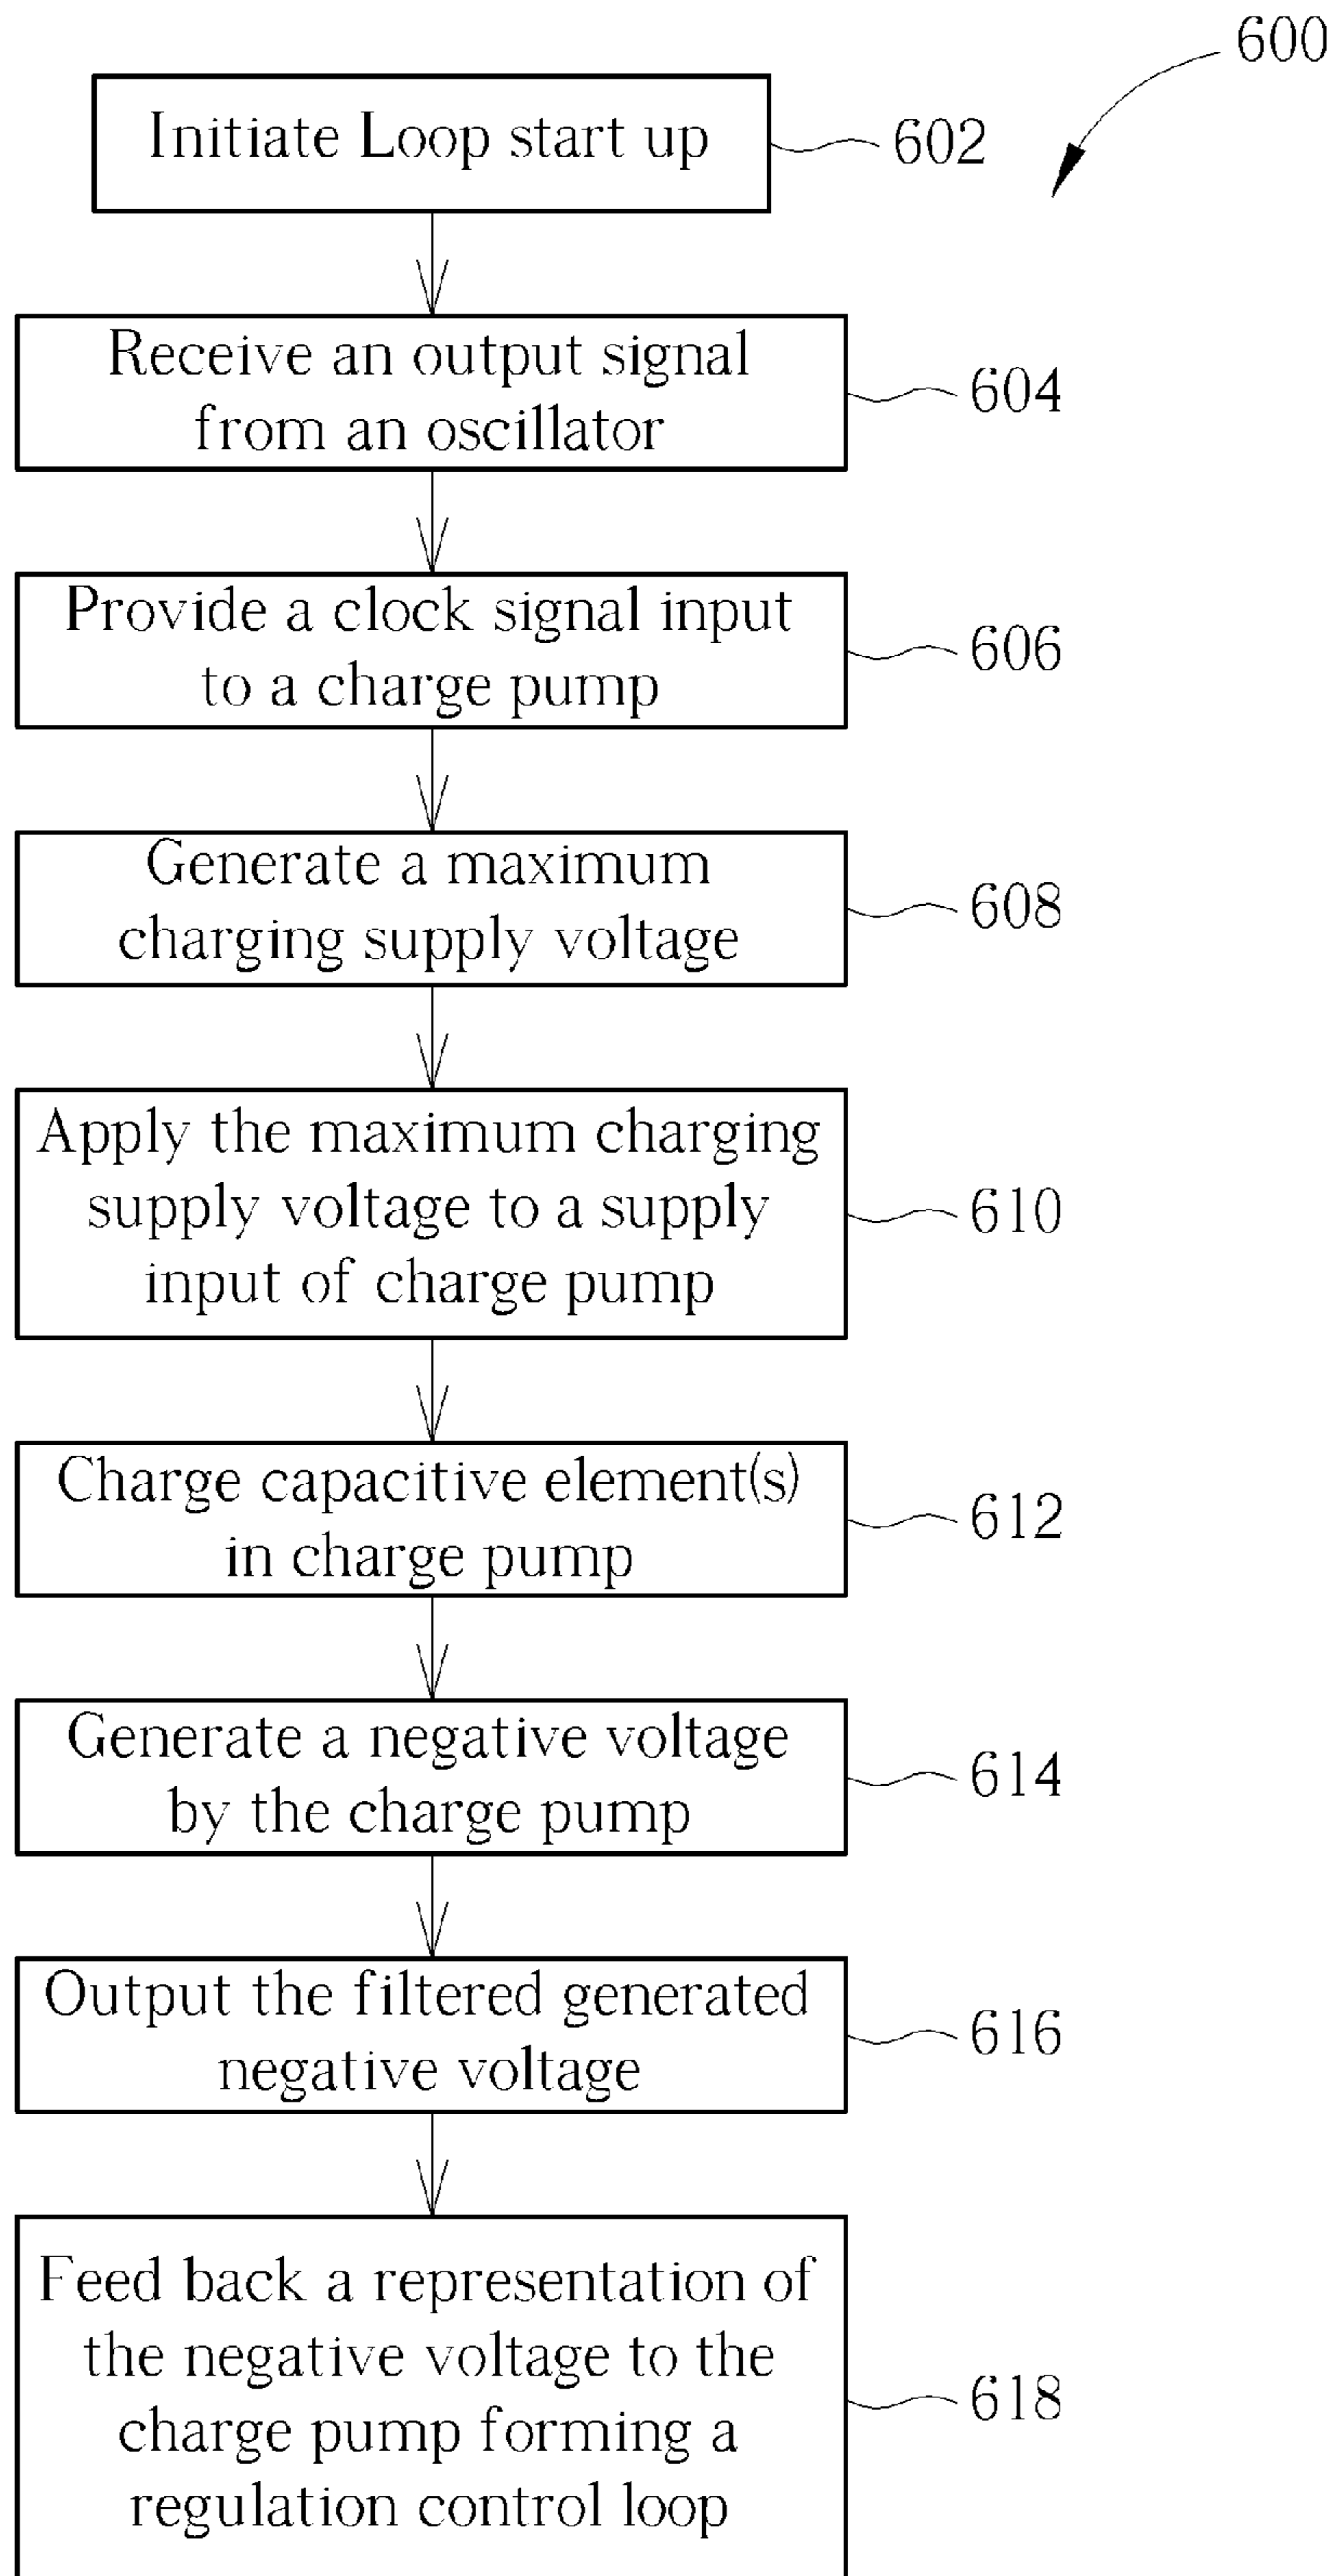 600
Initiate Loop start up
602
Receive an output signal
from an oscillator
604
Provide a clock signal input
to a charge pump
606
Generate a maximum
charging supply voltage
608
Apply the maximum charging
supply voltage to a supply
input of charge pump
610
Charge capacitive element(s)
in charge pump
612
Generate a negative voltage
by the charge pump
614
Output the filtered generated
negative voltage
616
Feed back a representation of
the negative voltage to the
charge pump forming a
regulation control loop
618